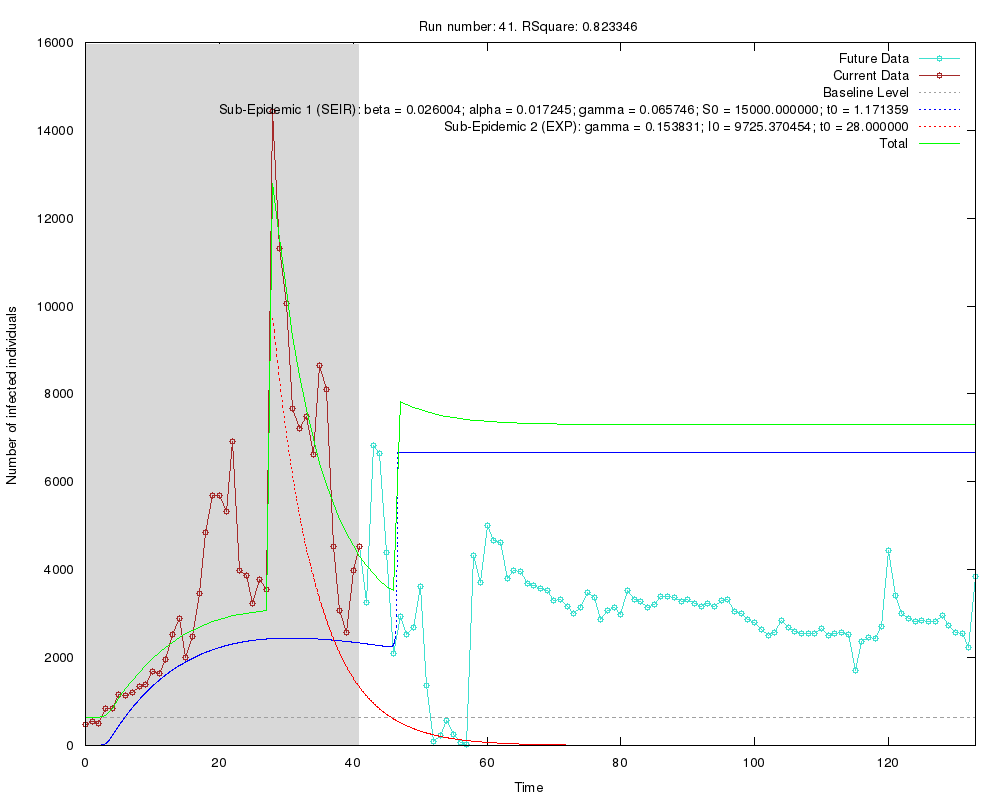 Run number: 41. RSquare: 0.823346
16000
14000
12000
10000
8000
6000
4000
2000
0
Number of infected individuals
Future Data
Current Data
Baseline Level
Sub-Epidemic 1 (SEIR): beta = 0.026004; alpha = 0.017245; gamma = 0.065746; S0 = 15000.000000; t0 = 1.171359
Sub-Epidemic 2 (EXP): gamma = 0.153831; I0 = 9725.370454; t0 = 28.000000
Total
0 20 40 60 80 100 120
Time